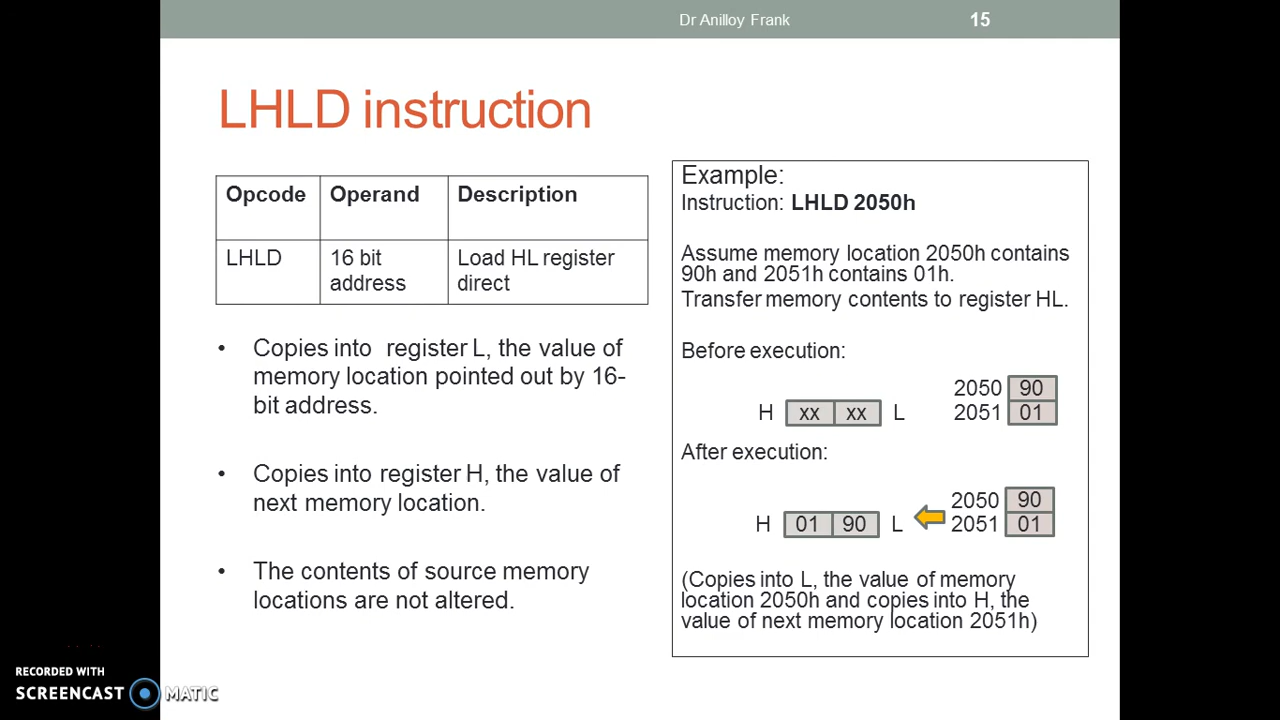 Dr Anilloy Frank
15
LHLD instruction
Opcode Operand Description
LHLD 16 bit address Load HL register direct
• Copies into register L, the value of
memory location pointed out by 16-
bit address.
• Copies into register H, the value of
next memory location.
• The contents of source memory
locations are not altered.
Example:
Instruction: LHLD 2050h
Assume memory location 2050h contains
90h and 2051h contains 01h.
Transfer memory contents to register HL.
Before execution:
2050 90
H xx xx L 2051 01
After execution:
2050 90
H 01 90 L 2051 01
(Copies into L, the value of memory
location 2050h and copies into H, the
value of next memory location 2051h)
RECORDED WITH
SCREENCAST MATIC